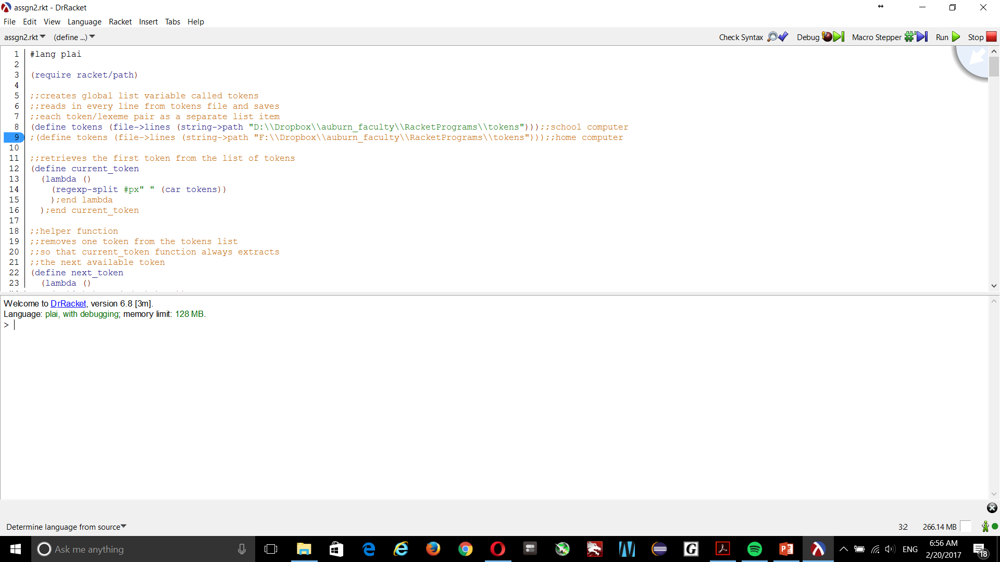 assgn2.rkt - DrRacket
File Edit View Language Racket Insert Tabs Help
assgn2.rkt (define ...) Check Syntax Debug Macro Stepper Run Stop
1 #lang plai
2
3 (require racket/path)
4
5 ;;creates global list variable called tokens
6 ;;reads in every line from tokens file and saves
7 ;;each token/lexeme pair as a separate list item
8 (define tokens (file->lines (string->path "D:\\Dropbox\\auburn_faculty\\RacketPrograms\\tokens")));;school computer
9 ;(define tokens (file->lines (string->path "F:\\Dropbox\\auburn_faculty\\RacketPrograms\\tokens")));;home computer
10
11 ;;retrieves the first token from the list of tokens
12 (define current_token
13 (lambda ()
14 (regexp-split #px" " (car tokens))
15 );end lambda
16 );end current_token
17
18 ;;helper function
19 ;;removes one token from the tokens list
20 ;;so that current_token function always extracts
21 ;;the next available token
22 (define next_token
23 (lambda ()
Welcome to DrRacket, version 6.8 [3m].
Language: plai, with debugging; memory limit: 128 MB.
>
Determine language from source 3:2 266.14 MB
Ask me anything ENG 6:56 AM
2/20/2017 18